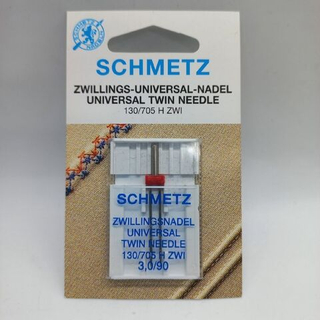 SCHMETZ
ZWILLINGS-UNIVERSAL-NADEL
UNIVERSAL TWIN NEEDLE
130/705 H ZWI
SCHMETZ
ZWILLINGSNADEL
UNIVERSAL
TWIN NEEDLE
130/705 H ZWI
3,0/90